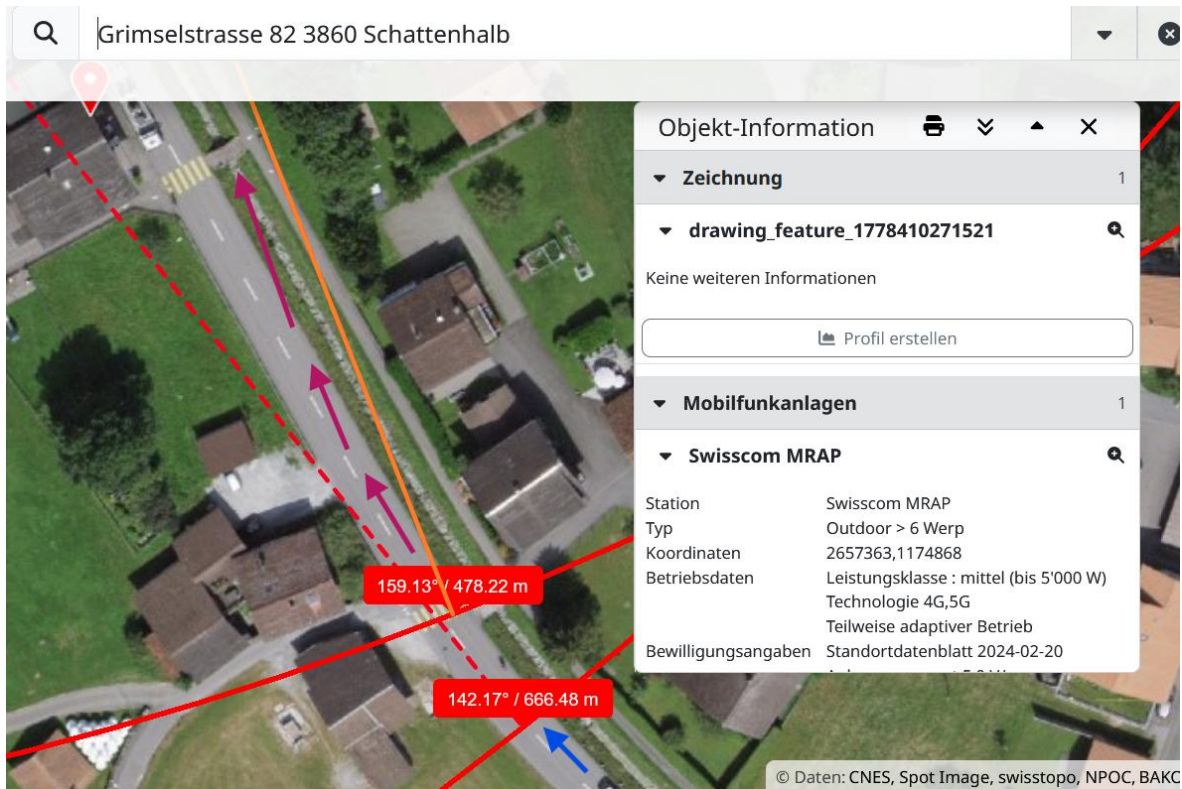 Grimselstrasse 82 3860 Schattenhalb
Objekt-Information
Zeichnung 1
drawing_feature_1778410271521
Keine weiteren Informationen
Profil erstellen
Mobilfunkanlagen 1
Swisscom MRAP
Station Swisscom MRAP
Typ Outdoor > 6 Werp
Koordinaten 2657363,1174868
Betriebsdaten Leistungsklasse : mittel (bis 5'000 W)
Technologie 4G,5G
Teilweise adaptiver Betrieb
Bewilligungsangaben Standortdatenblatt 2024-02-20
159.13° / 478.22 m
142.17° / 666.48 m
© Daten: CNES, Spot Image, swisstopo, NPOC, BAKO